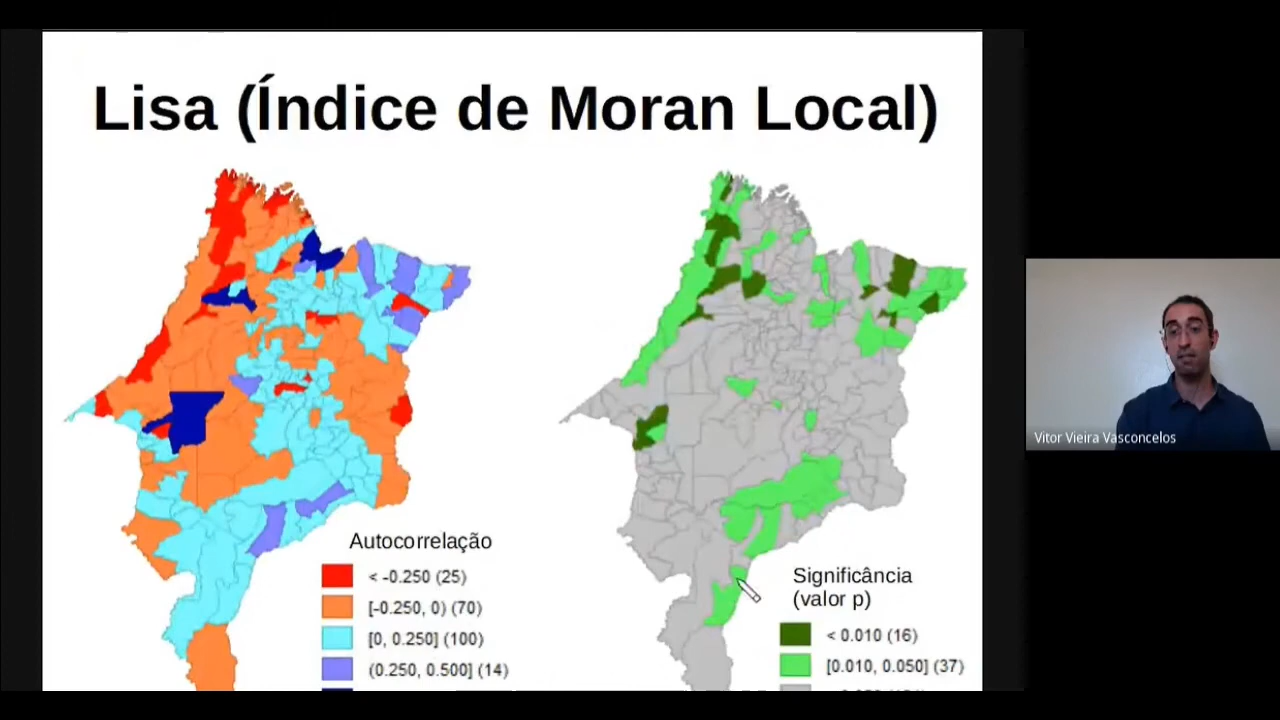 Lisa (Índice de Moran Local)
Autocorrelação
< -0.250 (25)
[-0.250, 0) (70)
[0, 0.250] (100)
(0.250, 0.500] (14)
Significância
(valor p)
< 0.010 (16)
[0.010, 0.050] (37)
Vitor Vieira Vasconcelos